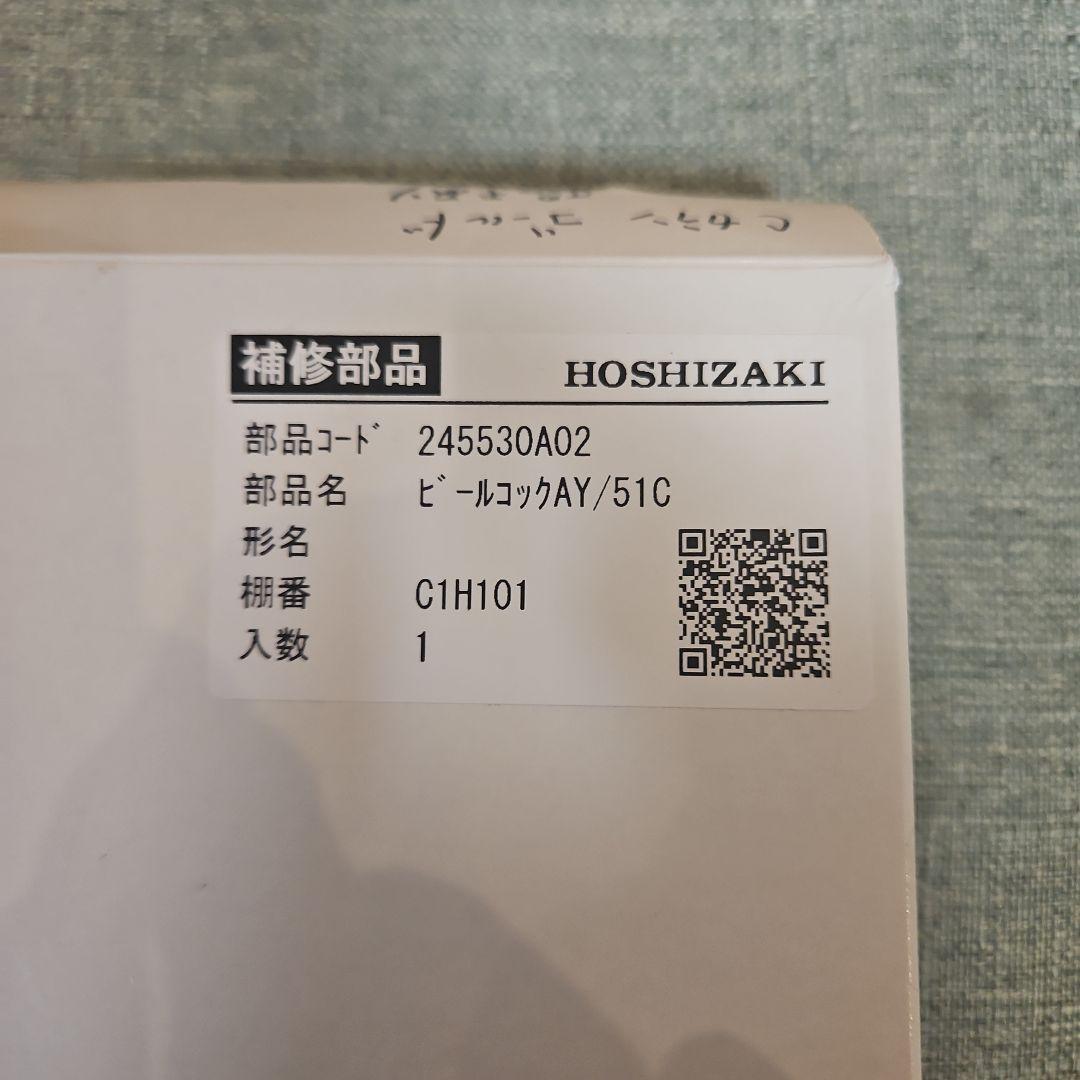 補修部品 HOSHIZAKI
部品コード 245530A02
部品名 ビールコックAY/51C
形名
棚番 C1H101
入数 1